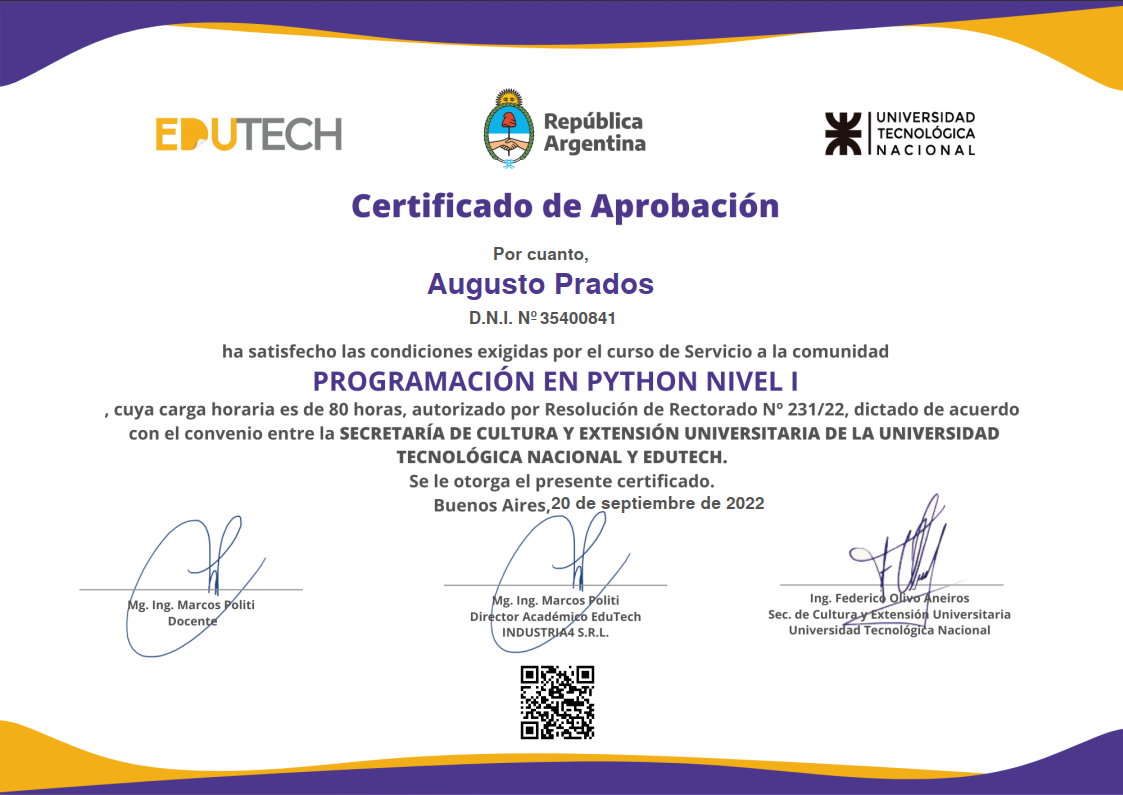 EDUTECH
República
Argentina
UNIVERSIDAD
TECNOLÓGICA
NACIONAL
Certificado de Aprobación
Por cuanto,
Augusto Prados
D.N.I. Nº 35400841
ha satisfecho las condiciones exigidas por el curso de Servicio a la comunidad
PROGRAMACIÓN EN PYTHON NIVEL I
, cuya carga horaria es de 80 horas, autorizado por Resolución de Rectorado Nº 231/22, dictado de acuerdo
con el convenio entre la SECRETARÍA DE CULTURA Y EXTENSIÓN UNIVERSITARIA DE LA UNIVERSIDAD
TECNOLÓGICA NACIONAL Y EDUTECH.
Se le otorga el presente certificado.
Buenos Aires, 20 de septiembre de 2022
Mg. Ing. Marcos Politi
Docente
Mg. Ing. Marcos Politi
Director Académico EduTech
INDUSTRIA4 S.R.L.
Ing. Federico Olivo Aneiros
Sec. de Cultura y Extensión Universitaria
Universidad Tecnológica Nacional